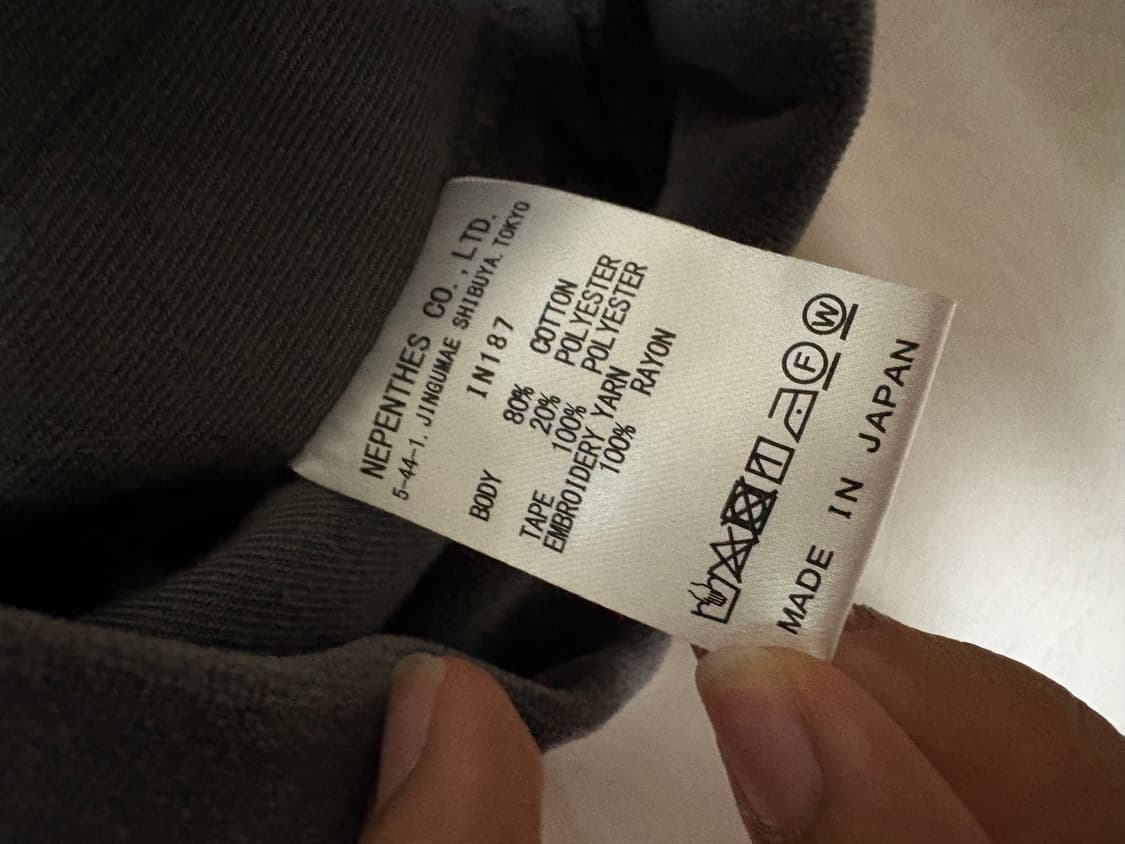 NEPENTHES CO.,LTD.
5-44-1, JINGUMAE SHIBUYA. TOKYO
IN187
BODY 80% COTTON
20% POLYESTER
TAPE 100% POLYESTER
EMBROIDERY YARN
100% RAYON
F W
MADE IN JAPAN